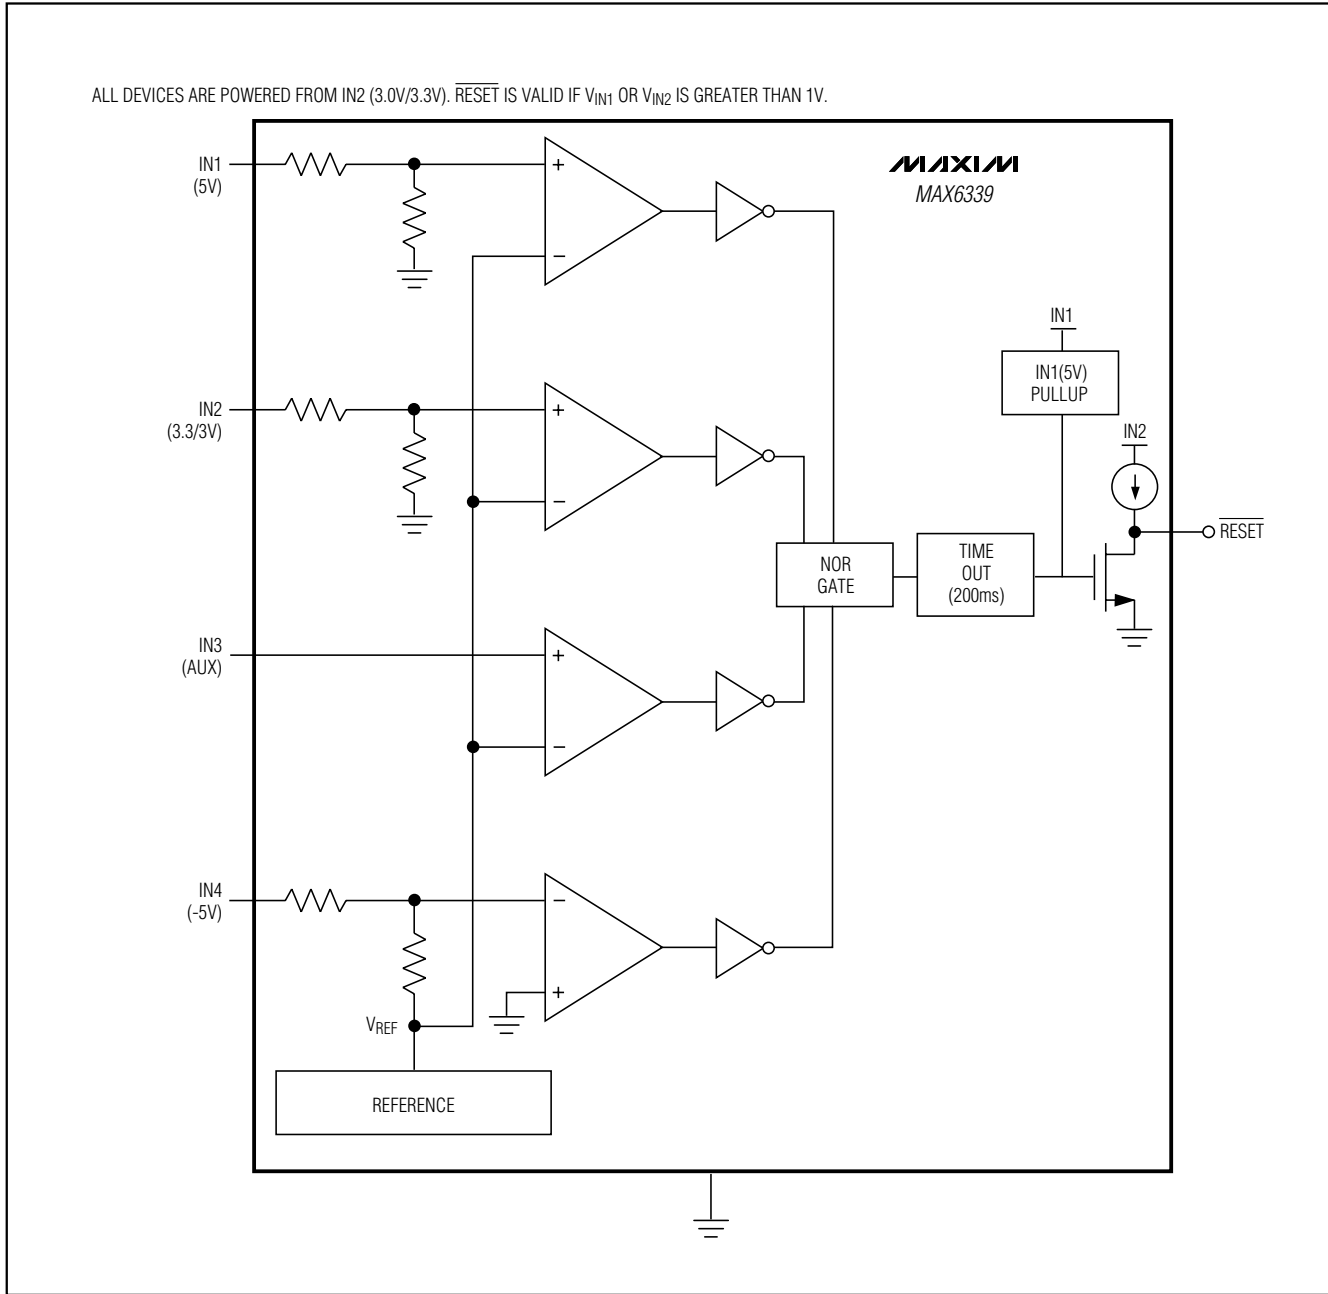 ALL DEVICES ARE POWERED FROM IN2 (3.0V/3.3V). R̅E̅S̅E̅T̅ IS VALID IF VIN1 OR VIN2 IS GREATER THAN 1V.
IN1
(5V)
+
−
MAXIM
MAX6339
IN1
IN1(5V)
PULLUP
IN2
(3.3/3V)
+
−
IN2
R̅E̅S̅E̅T̅
NOR
GATE
TIME
OUT
(200ms)
IN3
(AUX)
+
−
IN4
(-5V)
−
+
VREF
REFERENCE